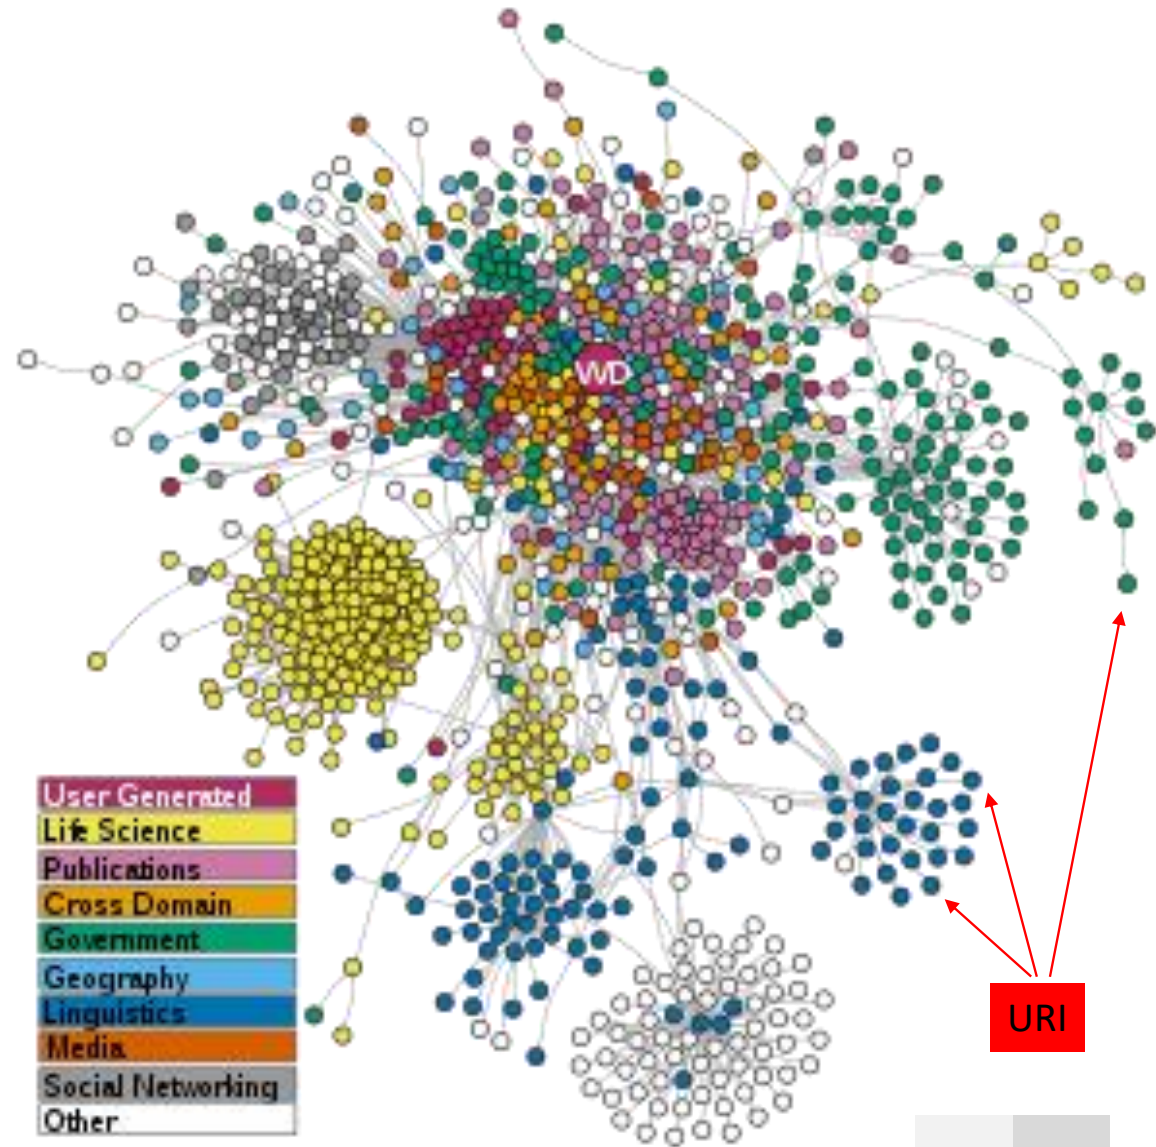 WD
User Generated
Life Science
Publications
Cross Domain
Government
Geography
Linguistics
Media
Social Networking
Other
URI